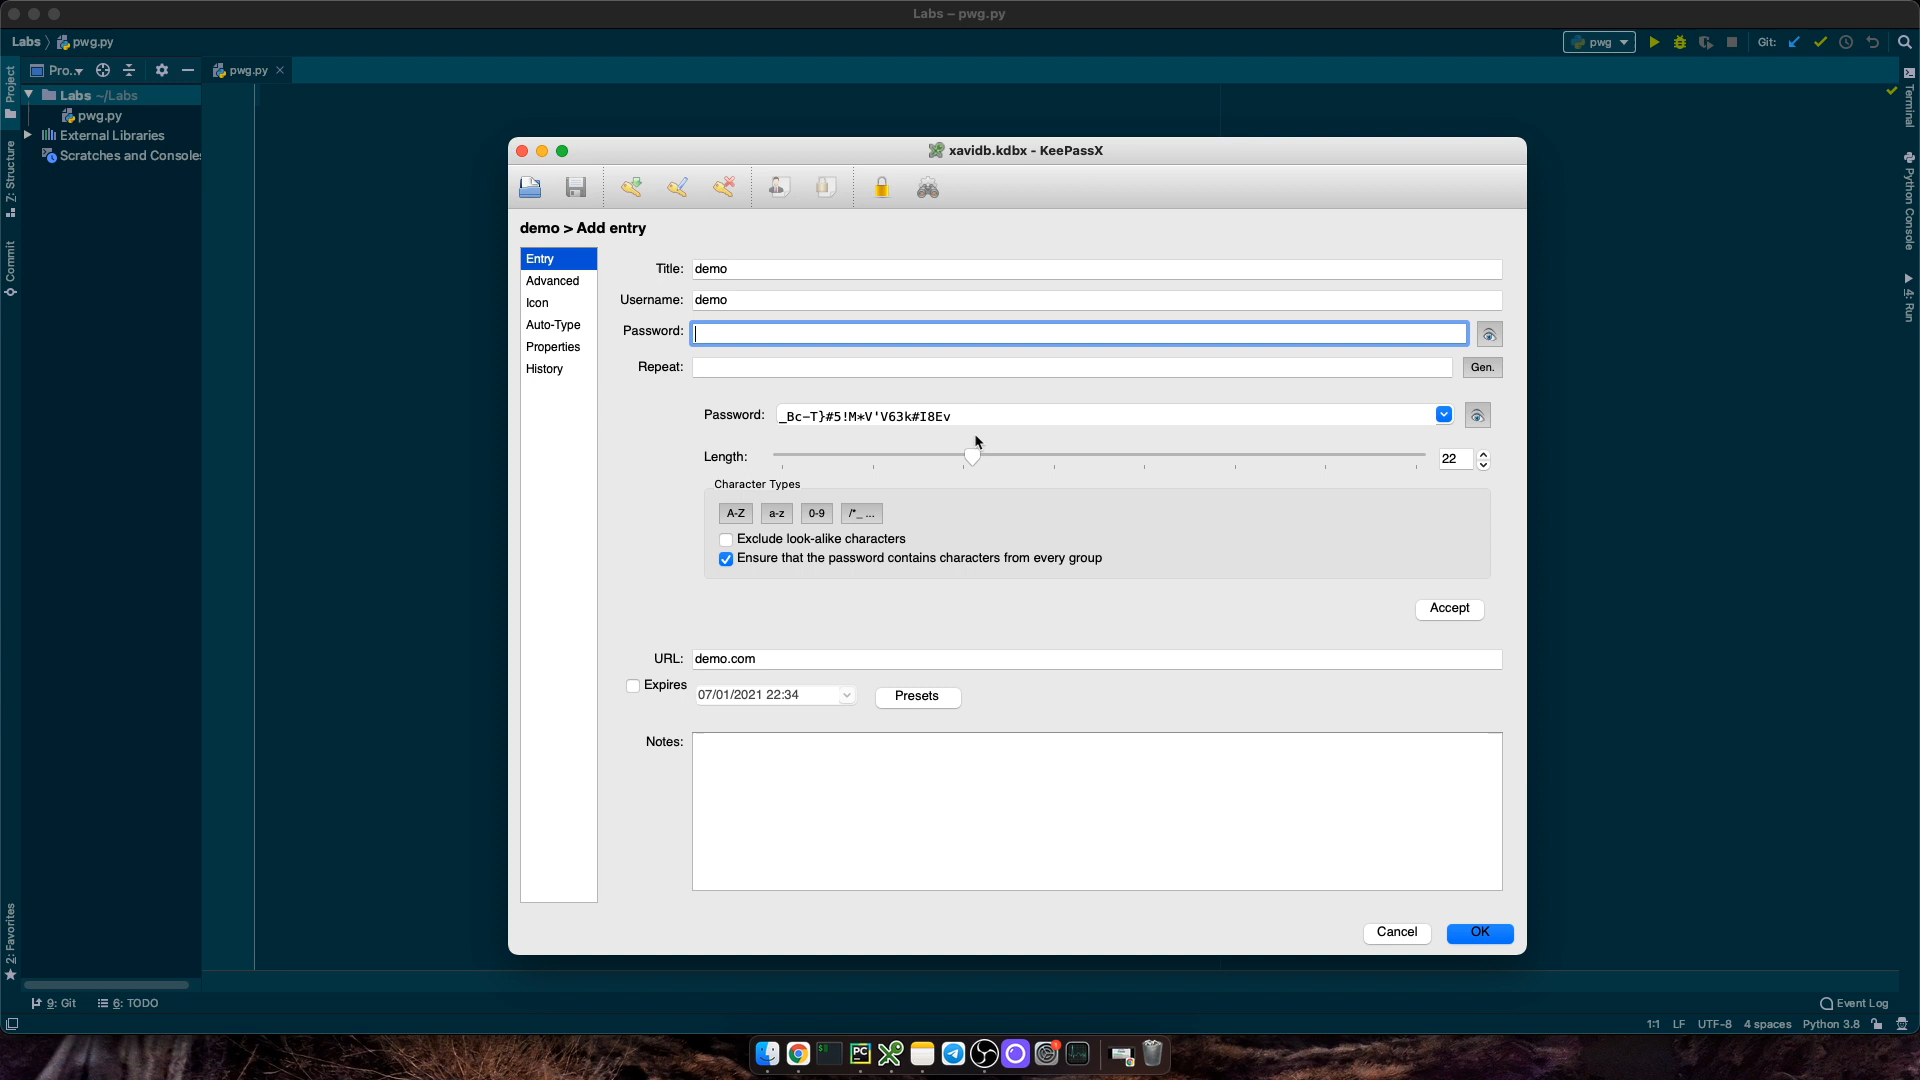 Labs – pwg.py
Labs 〉 pwg.py
pwg
Git:
Pro...
pwg.py
Labs ~/Labs
pwg.py
External Libraries
Scratches and Consoles
Project
Z: Structure
Commit
2: Favorites
Terminal
Python Console
4: Run
xavidb.kdbx - KeePassX
demo > Add entry
Entry
Advanced
Icon
Auto-Type
Properties
History
Title: demo
Username: demo
Password:
Repeat: Gen.
Password: _Bc-T}#5!M*V'V63k#I8Ev
Length: 22
Character Types
A-Z a-z 0-9 /*_ ...
Exclude look-alike characters
Ensure that the password contains characters from every group
Accept
URL: demo.com
Expires 07/01/2021 22:34 Presets
Notes:
Cancel OK
9: Git 6: TODO Event Log
1:1 LF UTF-8 4 spaces Python 3.8
$
PC
1